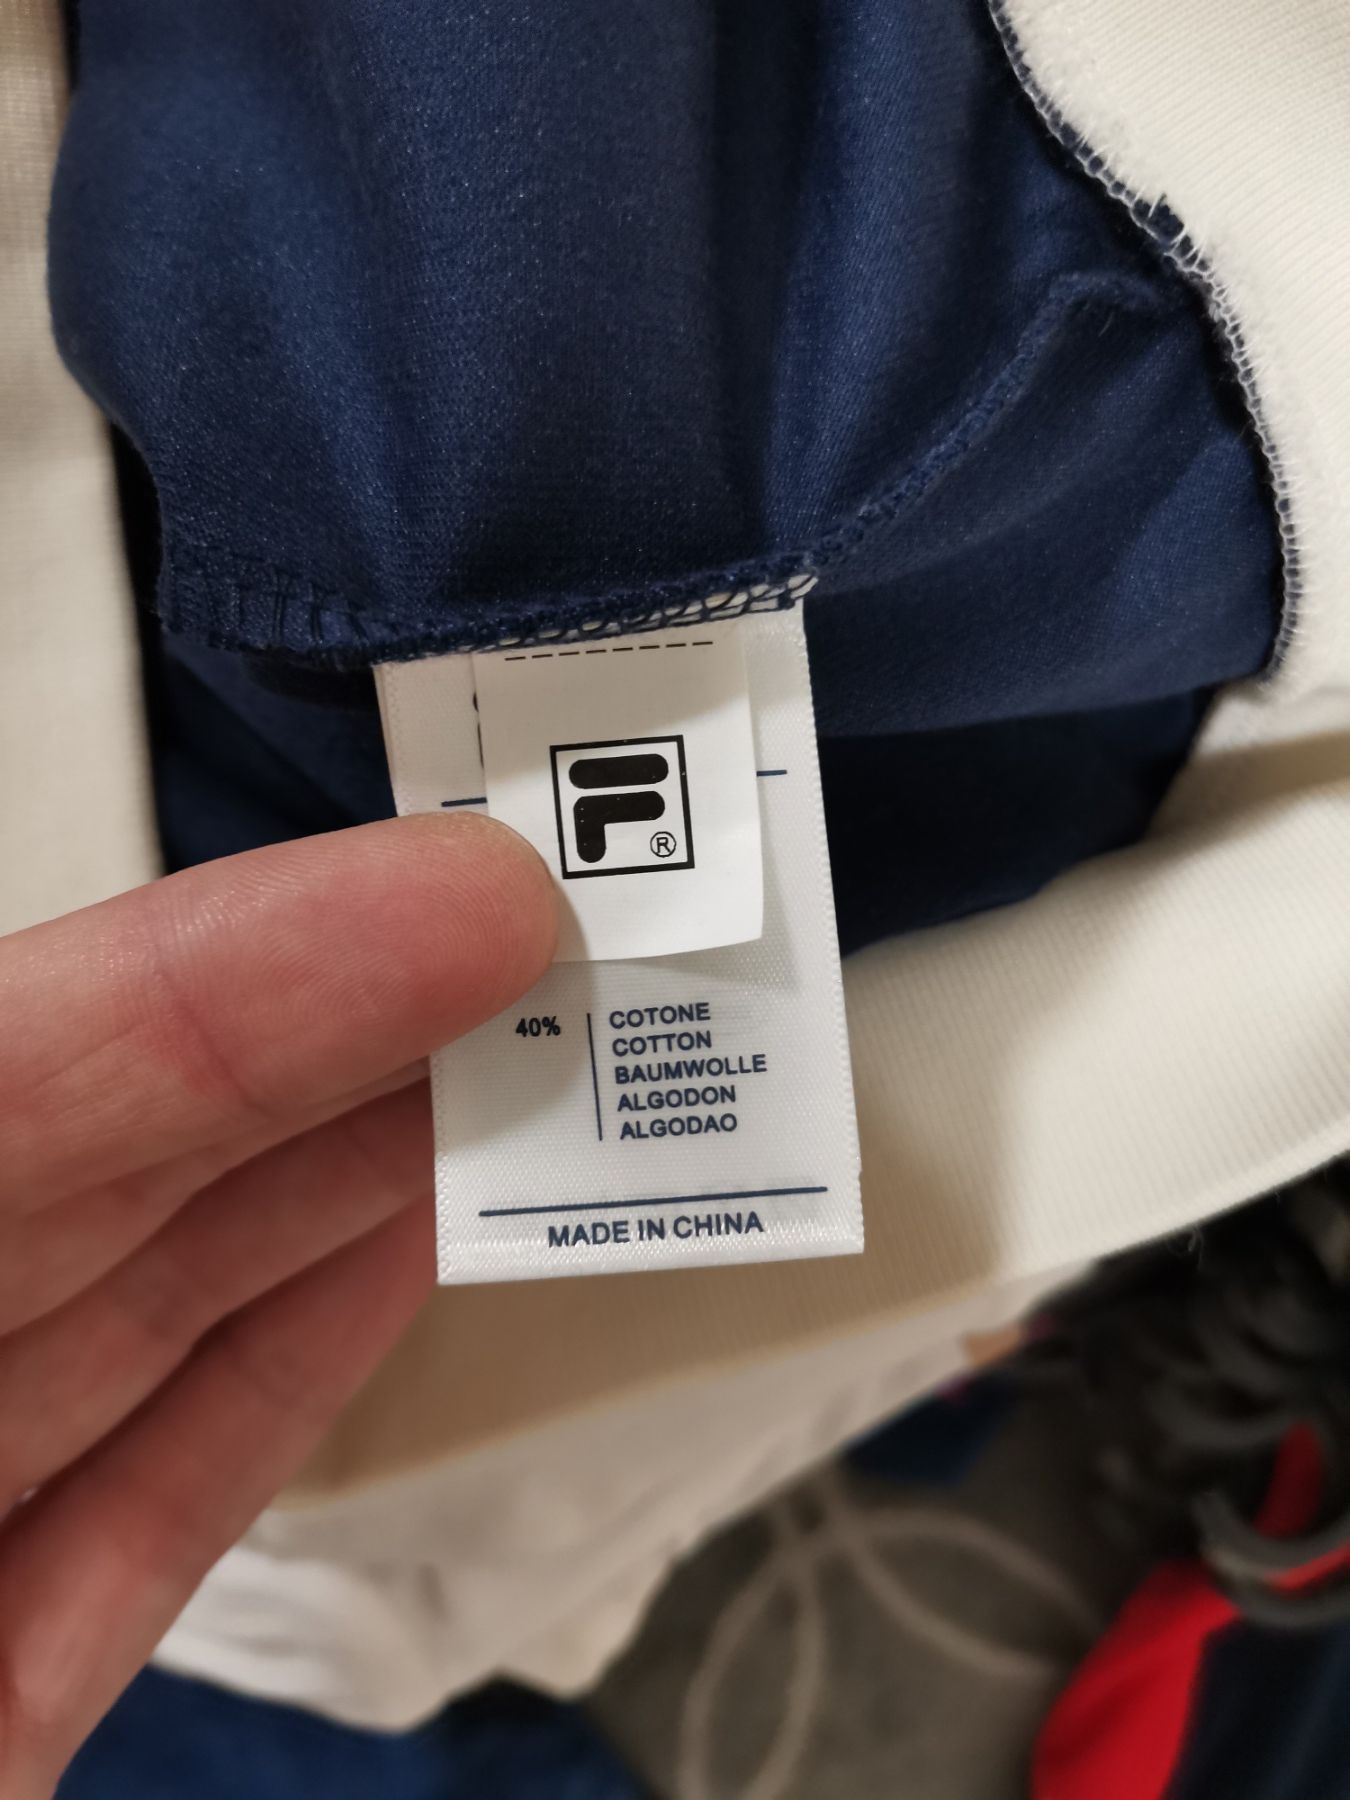 F
®
40%
COTONE
COTTON
BAUMWOLLE
ALGODON
ALGODAO
MADE IN CHINA